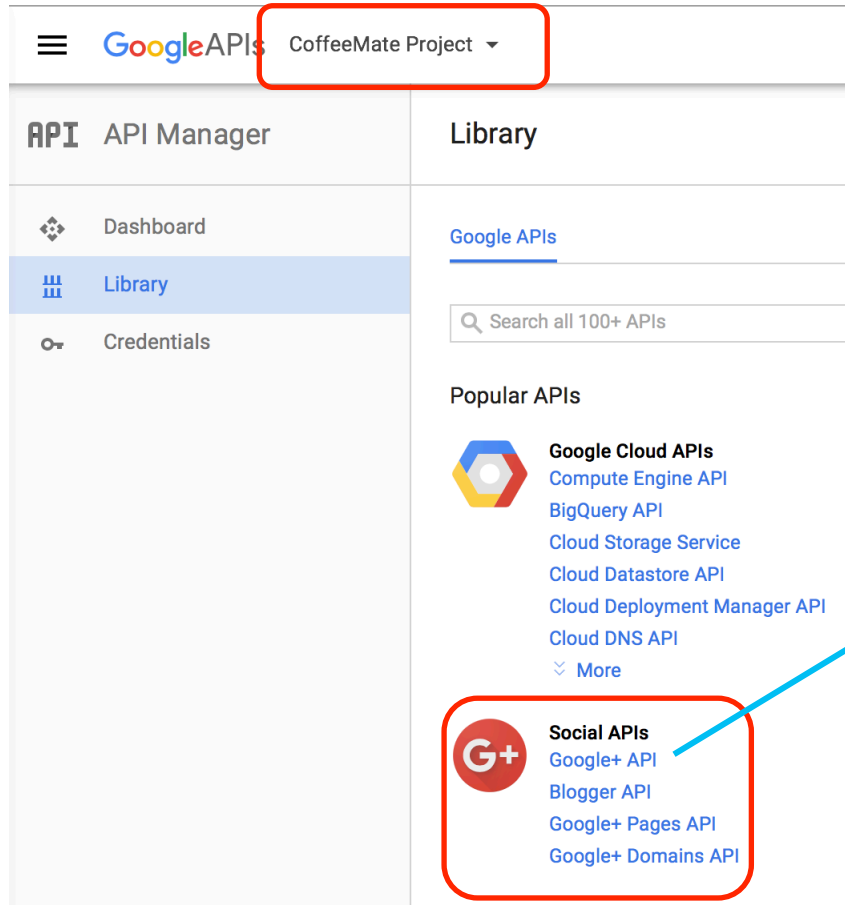 GoogleAPIs CoffeeMate Project
API API Manager
Library
Dashboard
Library
Credentials
Google APIs
Search all 100+ APIs
Popular APIs
Google Cloud APIs
Compute Engine API
BigQuery API
Cloud Storage Service
Cloud Datastore API
Cloud Deployment Manager API
Cloud DNS API
More
G+
Social APIs
Google+ API
Blogger API
Google+ Pages API
Google+ Domains API